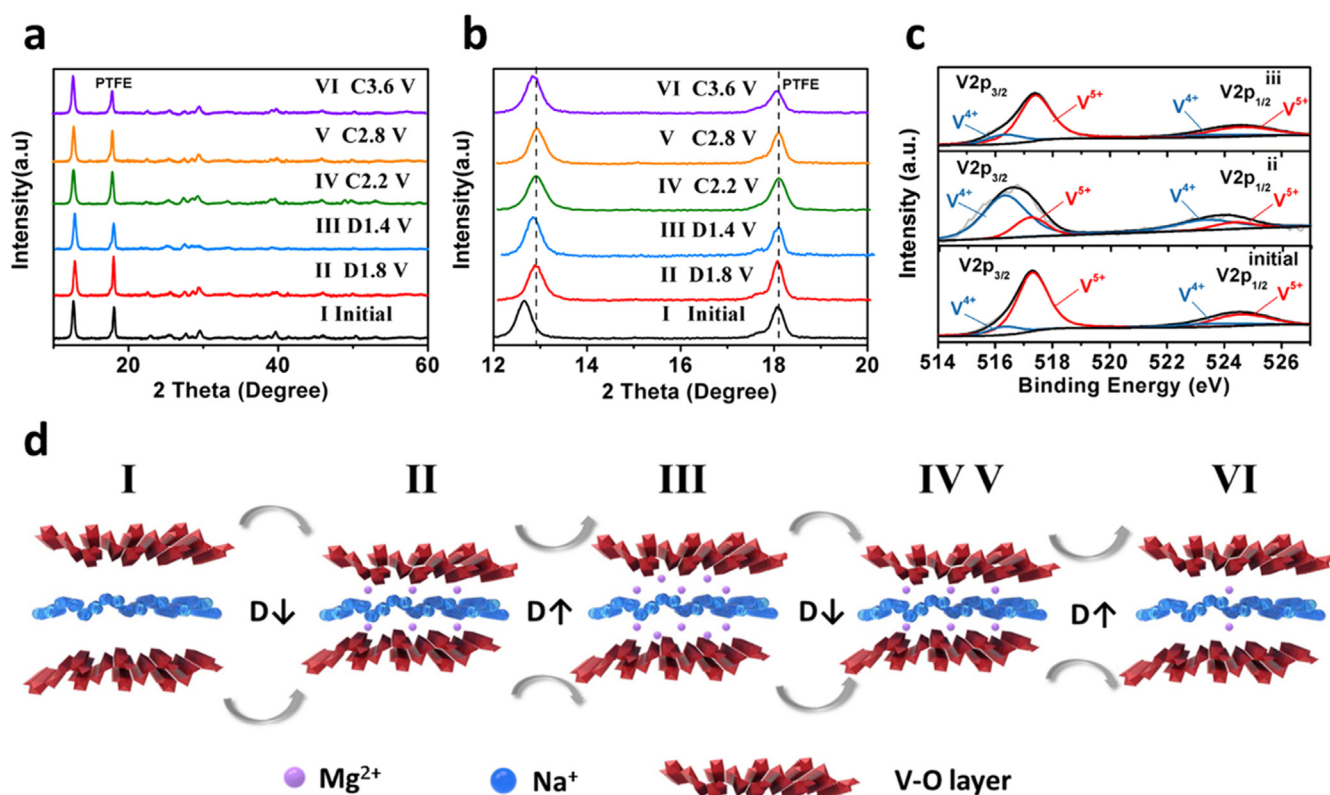 a
Intensity(a.u)
PTFE
VI C3.6 V
V C2.8 V
IV C2.2 V
III D1.4 V
II D1.8 V
I Initial
20 40 60
2 Theta (Degree)
b
Intensity(a.u)
VI C3.6 V
PTFE
V C2.8 V
IV C2.2 V
III D1.4 V
II D1.8 V
I Initial
12 14 16 18 20
2 Theta (Degree)
c
Intensity (a.u.)
iii
V2p3/2
V4+
V5+
V4+
V2p1/2
V5+
ii
V2p3/2
V4+
V5+
V4+
V2p1/2
V5+
initial
V2p3/2
V4+
V5+
V4+
V2p1/2
V5+
514 516 518 520 522 524 526
Binding Energy (eV)
d
I II III IV V VI
D↓ D↑ D↓ D↑
Mg2+ Na+ V-O layer